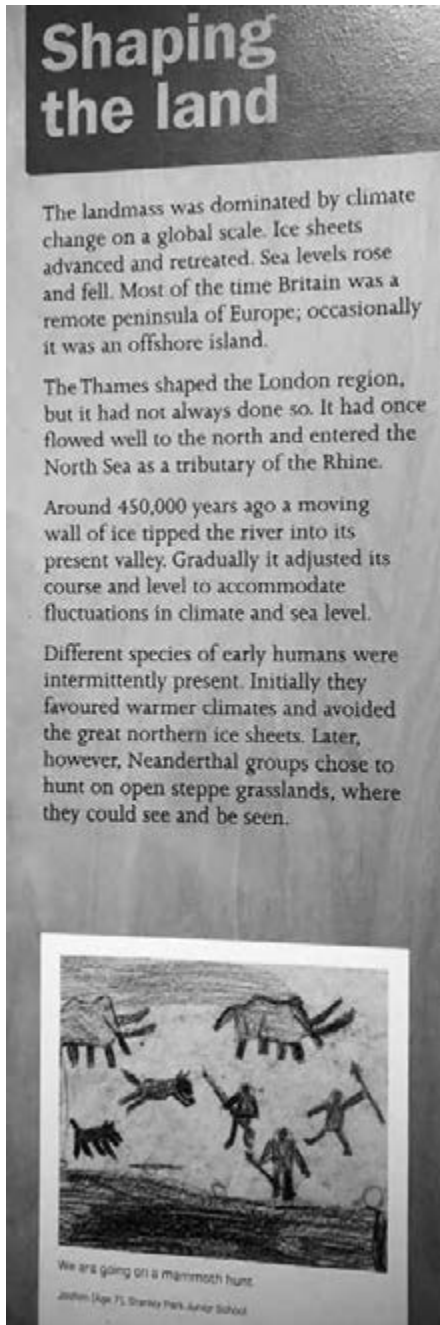 Shaping
the land
The landmass was dominated by climate
change on a global scale. Ice sheets
advanced and retreated. Sea levels rose
and fell. Most of the time Britain was a
remote peninsula of Europe; occasionally
it was an offshore island.
The Thames shaped the London region,
but it had not always done so. It had once
flowed well to the north and entered the
North Sea as a tributary of the Rhine.
Around 450,000 years ago a moving
wall of ice tipped the river into its
present valley. Gradually it adjusted its
course and level to accommodate
fluctuations in climate and sea level.
Different species of early humans were
intermittently present. Initially they
favoured warmer climates and avoided
the great northern ice sheets. Later,
however, Neanderthal groups chose to
hunt on open steppe grasslands, where
they could see and be seen.
We are going on a mammoth hunt
(Age 7), Stanley Park Junior School